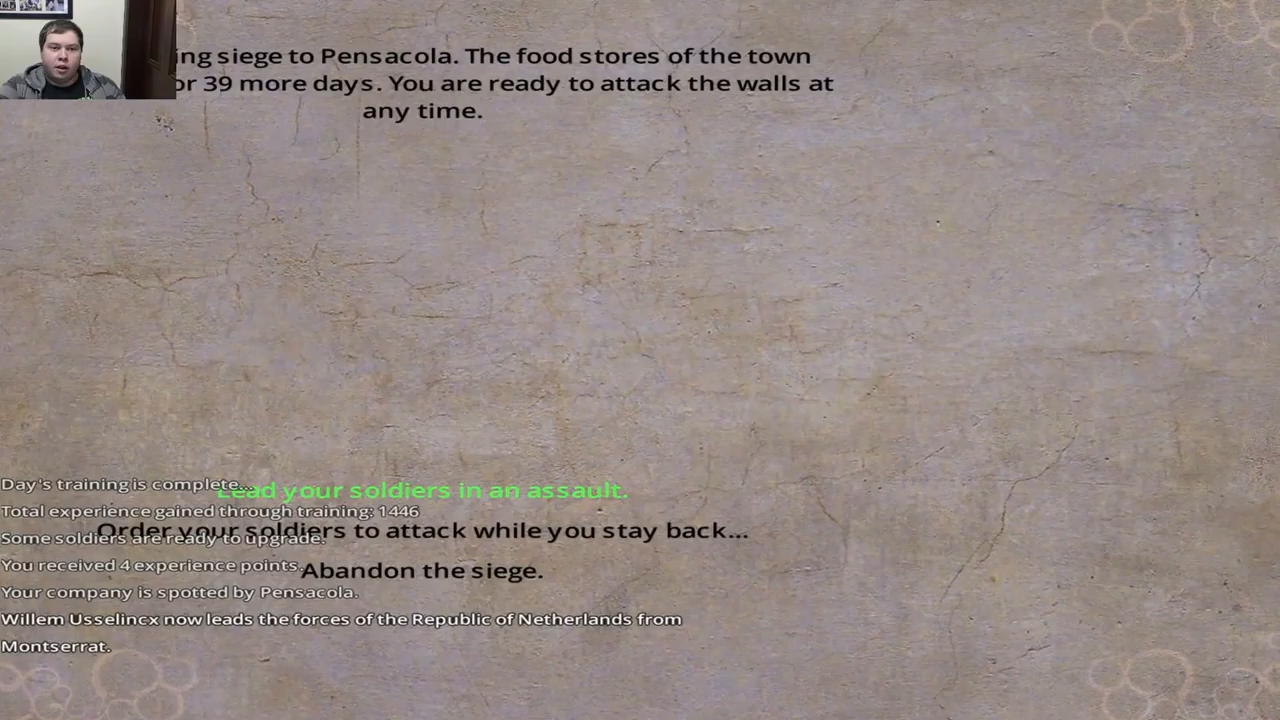 ing siege to Pensacola. The food stores of the town
or 39 more days. You are ready to attack the walls at
any time.
Day's training is complete...
Lead your soldiers in an assault.
Total experience gained through training: 1446
Order your soldiers to attack while you stay back...
Some soldiers are ready to upgrade.
You received 4 experience points.
Abandon the siege.
Your company is spotted by Pensacola.
Willem Usselincx now leads the forces of the Republic of Netherlands from
Montserrat.